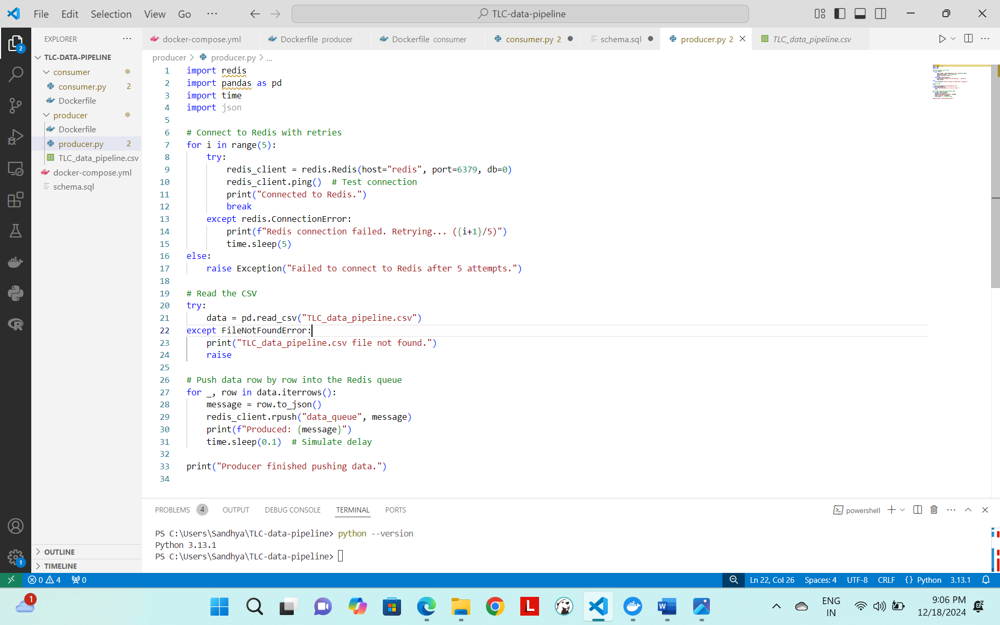 File Edit Selection View Go ··· TLC-data-pipeline
EXPLORER ···
docker-compose.yml Dockerfile producer Dockerfile consumer consumer.py 2 schema.sql producer.py 2 TLC_data_pipeline.csv ···
TLC-DATA-PIPELINE
consumer
consumer.py 2
Dockerfile
producer
Dockerfile
producer.py 2
TLC_data_pipeline.csv
docker-compose.yml
schema.sql
OUTLINE
TIMELINE
2
1
producer > producer.py > ...
1 import redis
2 import pandas as pd
3 import time
4 import json
5
6 # Connect to Redis with retries
7 for i in range(5):
8     try:
9         redis_client = redis.Redis(host="redis", port=6379, db=0)
10         redis_client.ping()  # Test connection
11         print("Connected to Redis.")
12         break
13     except redis.ConnectionError:
14         print(f"Redis connection failed. Retrying... ({i+1}/5)")
15         time.sleep(5)
16 else:
17     raise Exception("Failed to connect to Redis after 5 attempts.")
18
19 # Read the CSV
20 try:
21     data = pd.read_csv("TLC_data_pipeline.csv")
22 except FileNotFoundError:
23     print("TLC_data_pipeline.csv file not found.")
24     raise
25
26 # Push data row by row into the Redis queue
27 for _, row in data.iterrows():
28     message = row.to_json()
29     redis_client.rpush("data_queue", message)
30     print(f"Produced: {message}")
31     time.sleep(0.1)  # Simulate delay
32
33 print("Producer finished pushing data.")
34
PROBLEMS 4 OUTPUT DEBUG CONSOLE TERMINAL PORTS powershell ···
PS C:\Users\Sandhya\TLC-data-pipeline> python --version
Python 3.13.1
PS C:\Users\Sandhya\TLC-data-pipeline>
0 4 0 Ln 22, Col 26 Spaces: 4 UTF-8 CRLF {} Python 3.13.1
1 L W ENG
IN
9:06 PM
12/18/2024